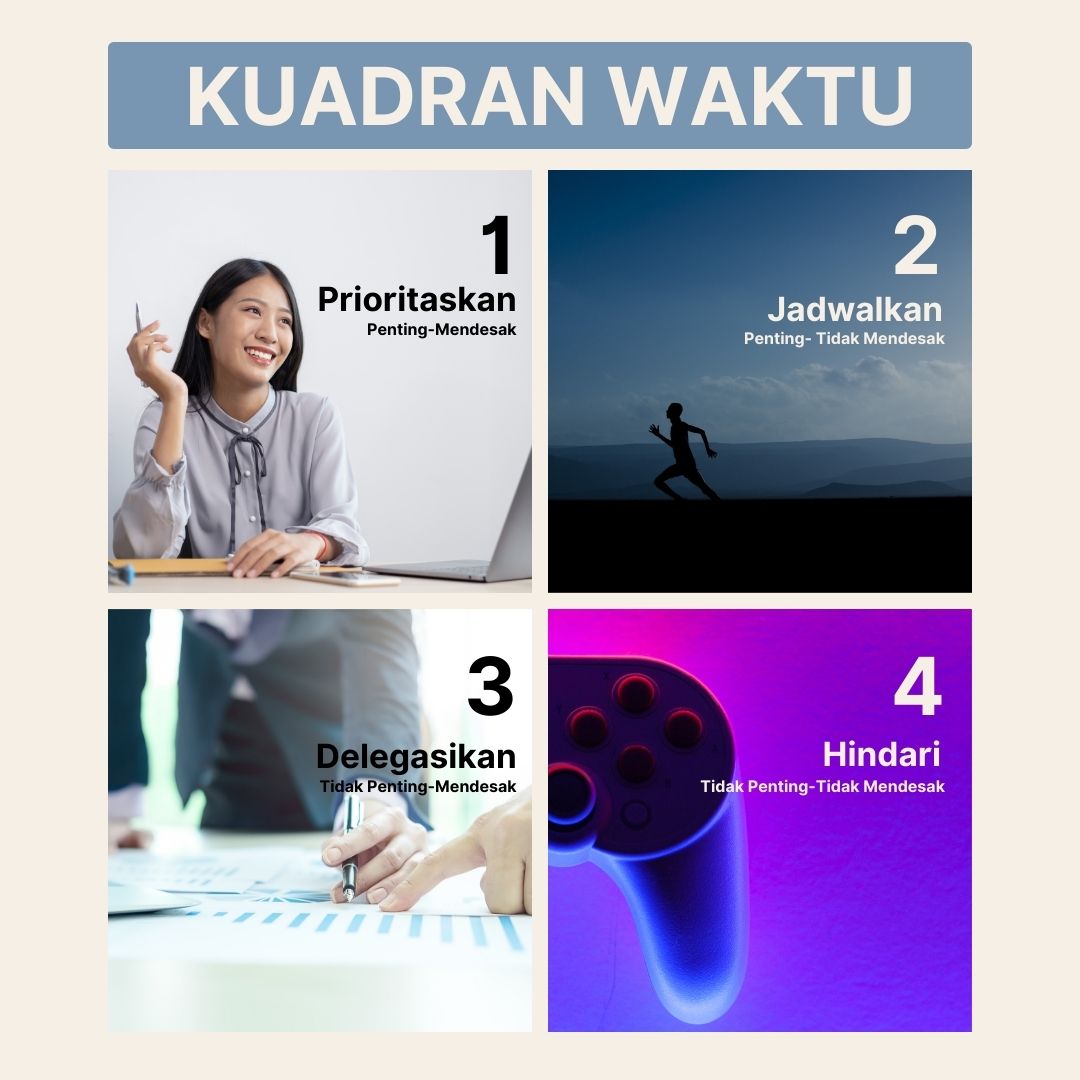 KUADRAN WAKTU
1
Prioritaskan
Penting-Mendesak
2
Jadwalkan
Penting- Tidak Mendesak
3
Delegasikan
Tidak Penting-Mendesak
4
Hindari
Tidak Penting-Tidak Mendesak